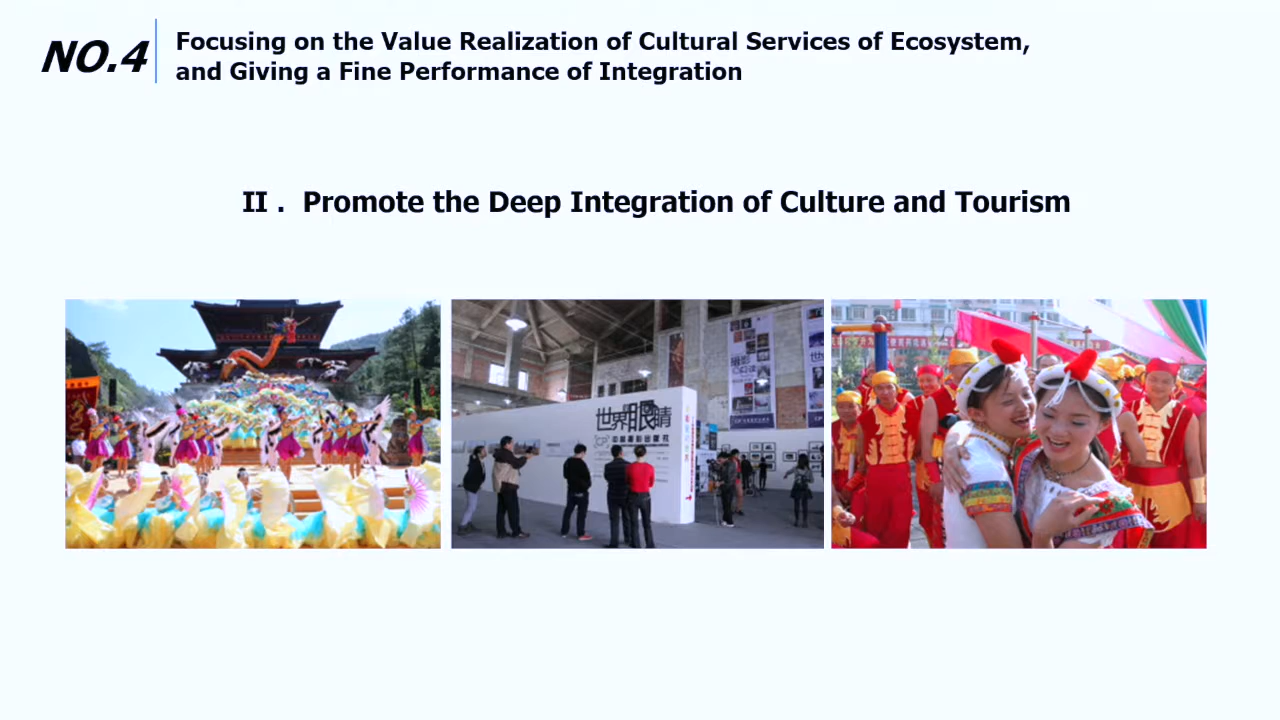 NO.4
Focusing on the Value Realization of Cultural Services of Ecosystem,
and Giving a Fine Performance of Integration
II . Promote the Deep Integration of Culture and Tourism
世界眼睛